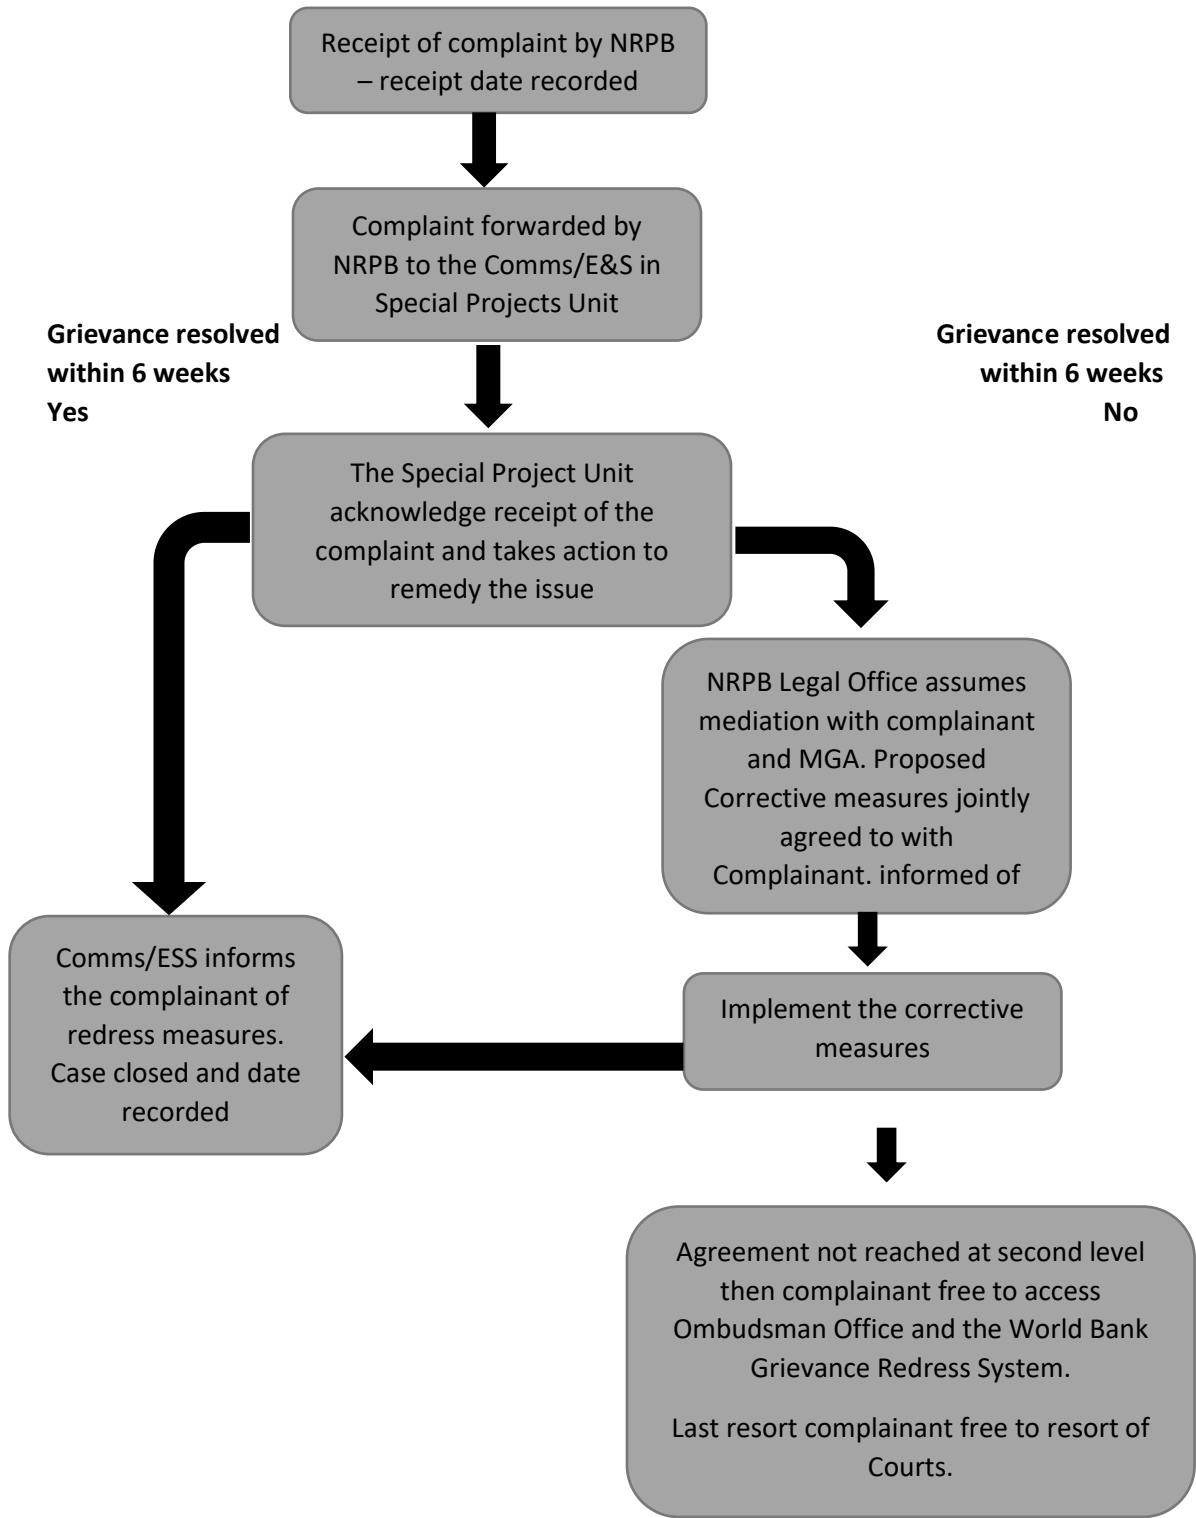 Receipt of complaint by NRPB
– receipt date recorded
Complaint forwarded by
NRPB to the Comms/E&S in
Special Projects Unit
Grievance resolved
within 6 weeks
Yes
Grievance resolved
within 6 weeks
No
The Special Project Unit
acknowledge receipt of the
complaint and takes action to
remedy the issue
NRPB Legal Office assumes
mediation with complainant
and MGA. Proposed
Corrective measures jointly
agreed to with
Complainant. informed of
Comms/ESS informs
the complainant of
redress measures.
Case closed and date
recorded
Implement the corrective
measures
Agreement not reached at second level
then complainant free to access
Ombudsman Office and the World Bank
Grievance Redress System.
Last resort complainant free to resort of
Courts.